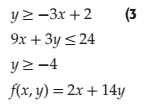 y ≥ −3x + 2 (3
9x + 3y ≤ 24
y ≥ −4
f(x, y) = 2x + 14y